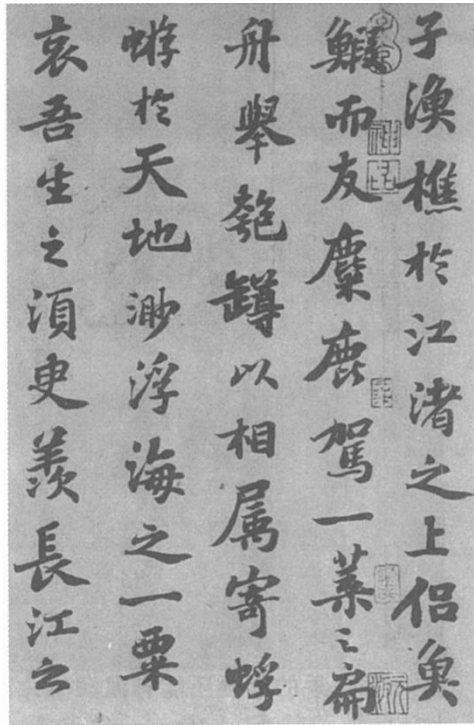 子漁樵於江渚之上侶魚
鰕而友麋鹿駕一葉之扁
舟舉匏罇以相属寄蜉
蝣於天地渺浮海之一粟
哀吾生之須臾羨長江之